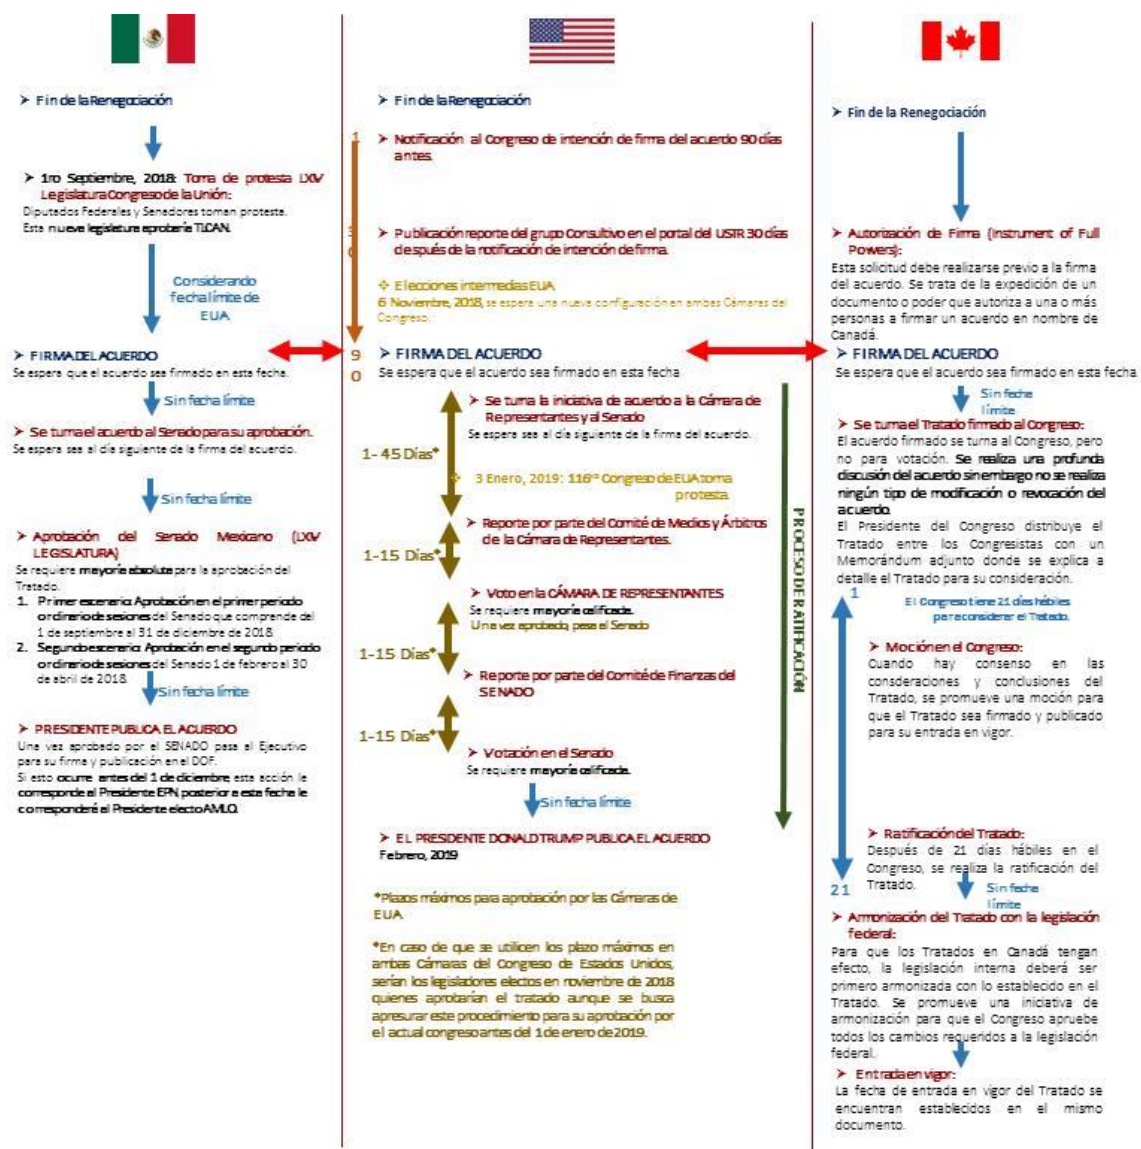 ➤ Fin de la Renegociación
➤ 1ro Septiembre, 2018: Toma de protesta LXIV
Legislatura Congreso de la Unión:
Diputados Federales y Senadores toman protesta.
Esta nueva legislatura aprobaría TLCAN.
Considerando
fecha límite de
EUA
➤ FIRMA DEL ACUERDO
Se espera que el acuerdo sea firmado en esta fecha.
Sin fecha límite
➤ Se turna el acuerdo al Senado para su aprobación.
Se espera sea al día siguiente de la firma del acuerdo.
Sin fecha límite
➤ Aprobación del Senado Mexicano (LXIV
LEGISLATURA)
Se requiere mayoría absoluta para la aprobación del
Tratado.
1. Primer escenario: Aprobación en el primer periodo
ordinario de sesiones del Senado que comprende del
1 de septiembre al 31 de diciembre de 2018.
2. Segundo escenario: Aprobación en el segundo periodo
ordinario de sesiones del Senado 1 de febrero al 30
de abril de 2018.
Sin fecha límite
➤ PRESIDENTE PUBLICA EL ACUERDO
Una vez aprobado por el SENADO pasa al Ejecutivo
para su firma y publicación en el DOF.
Si esto ocurre antes del 1 de diciembre, esta acción le
corresponde al Presidente EPN, posterior a esta fecha le
corresponderá al Presidente electo AMLO.
➤ Fin de la Renegociación
1
➤ Notificación al Congreso de intención de firma del acuerdo 90 días
antes.
3
0
➤ Publicación reporte del grupo Consultivo en el portal del USTR 30 días
después de la notificación de intención de firma.
❖ Elecciones intermedias EUA
6 Noviembre, 2018, se espera una nueva configuración en ambas Cámaras del
Congreso.
9
0
➤ FIRMA DEL ACUERDO
Se espera que el acuerdo sea firmado en esta fecha
➤ Se turna la iniciativa de acuerdo a la Cámara de
Representantes y al Senado
Se espera sea al día siguiente de la firma del acuerdo.
1- 45 Días*
❖ 3 Enero, 2019: 116vo Congreso de EUA toma
protesta.
➤ Reporte por parte del Comité de Medios y Árbitros
de la Cámara de Representantes.
1-15 Días*
➤ Voto en la CÁMARA DE REPRESENTANTES
Se requiere mayoría calificada.
Una vez aprobado, pasa al Senado
1-15 Días*
➤ Reporte por parte del Comité de Finanzas del
SENADO
1-15 Días*
➤ Votación en el Senado
Se requiere mayoría calificada.
Sin fecha límite
➤ EL PRESIDENTE DONALD TRUMP PUBLICA EL ACUERDO
Febrero, 2019
PROCESO DE RATIFICACIÓN
*Plazos máximos para aprobación por las Cámaras de
EUA
*En caso de que se utilicen los plazo máximos en
ambas Cámaras del Congreso de Estados Unidos,
serían los legisladores electos en noviembre de 2018
quienes aprobarían el tratado aunque se busca
apresurar este procedimiento para su aprobación por
el actual congreso antes del 1 de enero de 2019.
➤ Fin de la Renegociación
➤ Autorización de Firma (Instrument of Full
Powers):
Esta solicitud debe realizarse previo a la firma
del acuerdo. Se trata de la expedición de un
documento o poder que autoriza a una o más
personas a firmar un acuerdo en nombre de
Canadá.
➤ FIRMA DEL ACUERDO
Se espera que el acuerdo sea firmado en esta fecha
Sin fecha
límite
➤ Se turna el Tratado firmado al Congreso:
El acuerdo firmado se turna al Congreso, pero
no para votación. Se realiza una profunda
discusión del acuerdo sin embargo no se realiza
ningún tipo de modificación o revocación del
acuerdo.
El Presidente del Congreso distribuye el
Tratado entre los Congresistas con un
Memorándum adjunto donde se explica a
detalle el Tratado para su consideración.
1
El Congreso tiene 21 días hábiles
para considerar el Tratado.
➤ Moción en el Congreso:
Cuando hay consenso en las
consderaciones y conclusiones del
Tratado, se promueve una moción para
que el Tratado sea firmado y publicado
para su entrada en vigor.
➤ Ratificación del Tratado:
Después de 21 días hábiles en el
Congreso, se realiza la ratificación del
Tratado.
21
Sin fecha
límite
➤ Armonización del Tratado con la legislación
federal:
Para que los Tratados en Canadá tengan
efecto, la legislación interna deberá ser
primero armonizada con lo establecido en el
Tratado. Se promueve una iniciativa de
armonización para que el Congreso apruebe
todos los cambios requeridos a la legislación
federal.
➤ Entrada en vigor:
La fecha de entrada en vigor del Tratado se
encuentran establecidos en el mismo
documento.